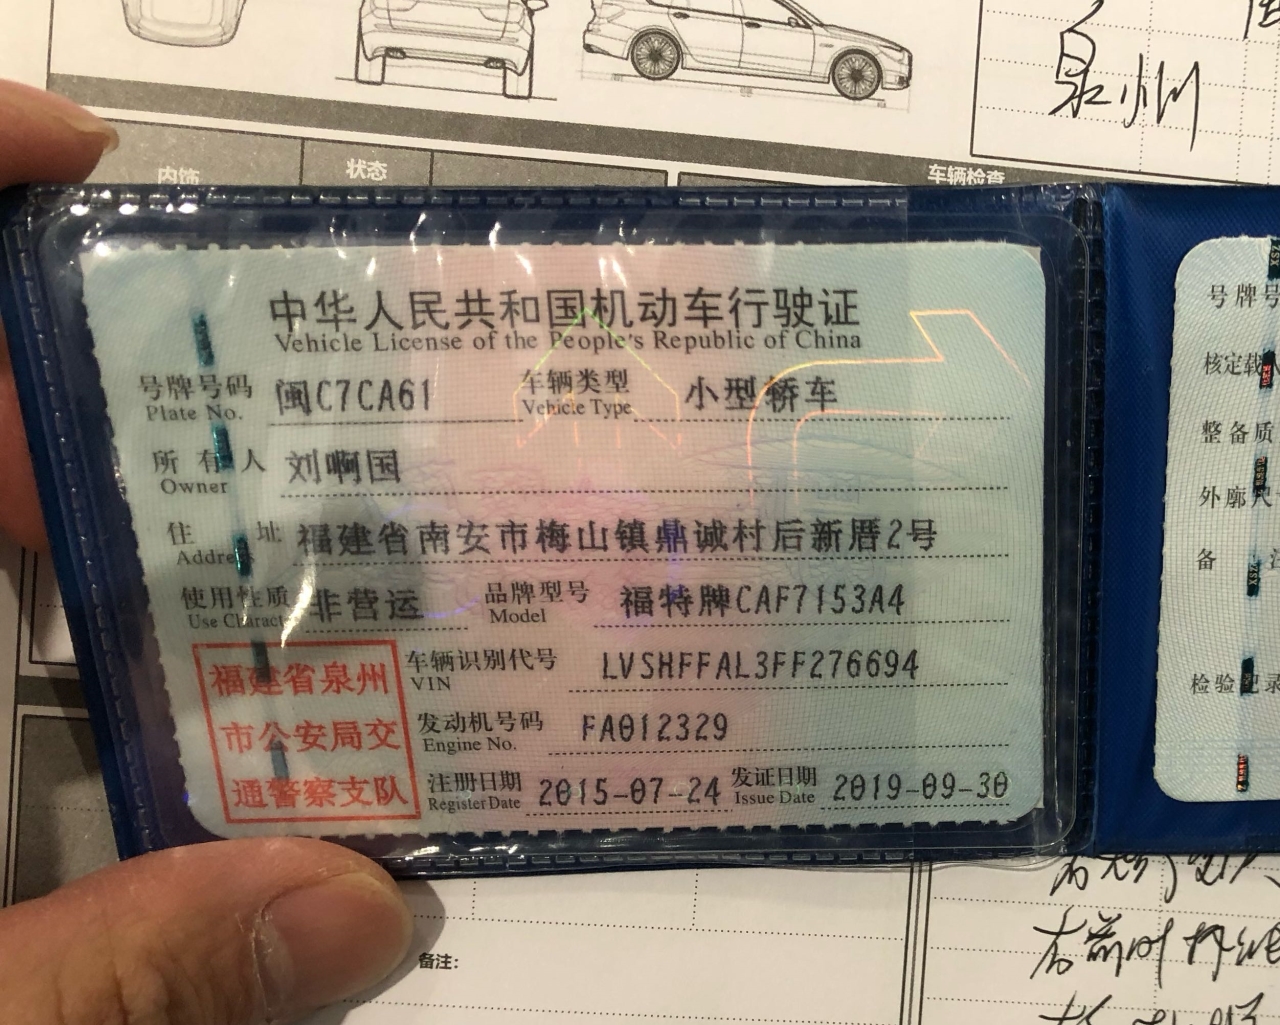 泉州
内饰 状态 车辆检查
中华人民共和国机动车行驶证
Vehicle License of the People's Republic of China
号牌号码 闽C7CA61 车辆类型 小型轿车
Plate No. Vehicle Type
所有人 刘啊国
Owner
住址 福建省南安市梅山镇鼎诚村后新厝2号
Address
使用性质 非营运 品牌型号 福特牌CAF7153A4
Use Character Model
福建省泉州
市公安局交
通警察支队
车辆识别代号 LVSHFFAL3FF276694
VIN
发动机号码 FA012329
Engine No.
注册日期 2015-07-24 发证日期 2019-09-30
Register Date Issue Date
号牌号
核定载人
整备质
外廓尺
备注
检验记录
备注: